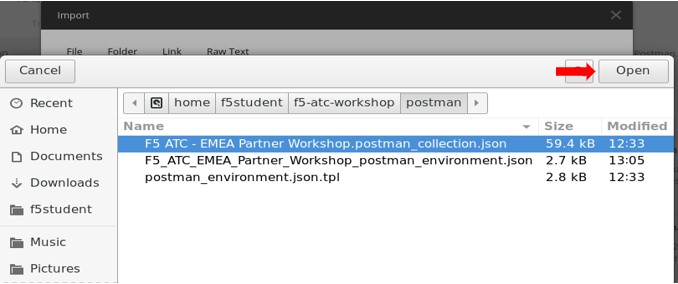 Import
File Folder Link Raw Text
Cancel Open
Recent
Home
Documents
Downloads
f5student
Music
Pictures
home f5student f5-atc-workshop postman
Name Size Modified
F5 ATC - EMEA Partner Workshop.postman_collection.json 59.4 kB 12:33
F5_ATC_EMEA_Partner_Workshop_postman_environment.json 2.7 kB 13:05
postman_environment.json.tpl 2.8 kB 12:33